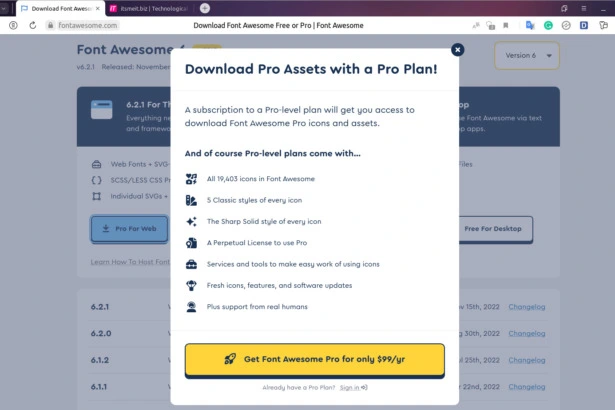 Download Font Awesom
itsmeit.biz | Technologica
fontawesome.com
Download Font Awesome Free or Pro | Font Awesome
Font Awesome 6
v6.2.1 Released: November
Version 6
Download Pro Assets with a Pro Plan!
6.2.1 For Th
Everything ne
and framewo
op
se Font Awesome via text
p apps.
A subscription to a Pro-level plan will get you access to
download Font Awesome Pro icons and assets.
And of course Pro-level plans come with...
Web Fonts + SVG
SCSS/LESS CSS Pr
Individual SVGs +
Files
All 19,403 icons in Font Awesome
5 Classic styles of every icon
The Sharp Solid style of every icon
A Perpetual License to use Pro
Services and tools to make easy work of using icons
Fresh icons, features, and software updates
Plus support from real humans
Pro For Web
Free For Desktop
Learn How To Host Font
6.2.1
15th, 2022 Changelog
6.2.0
30th, 2022 Changelog
6.1.2
25th, 2022 Changelog
6.1.1
22nd, 2022 Changelog
Get Font Awesome Pro for only $99/yr
Already have a Pro Plan? Sign in